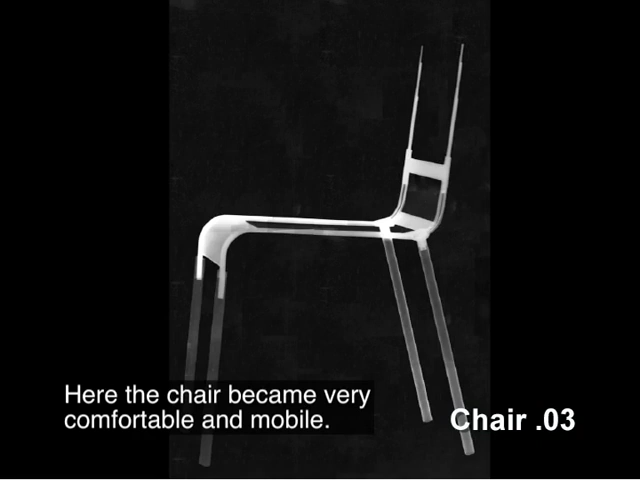 Here the chair became very
comfortable and mobile.
Chair .03